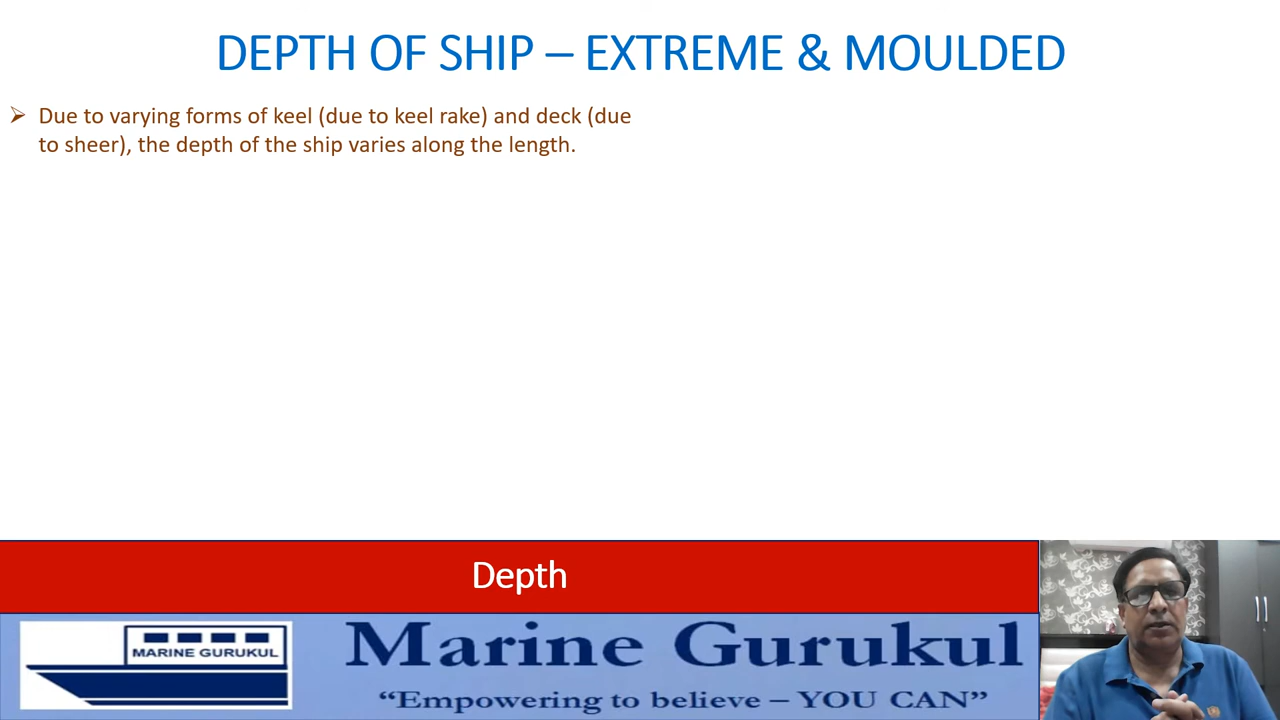 DEPTH OF SHIP – EXTREME & MOULDED
Due to varying forms of keel (due to keel rake) and deck (due
to sheer), the depth of the ship varies along the length.
Depth
MARINE GURUKUL
Marine Gurukul
“Empowering to believe – YOU CAN”